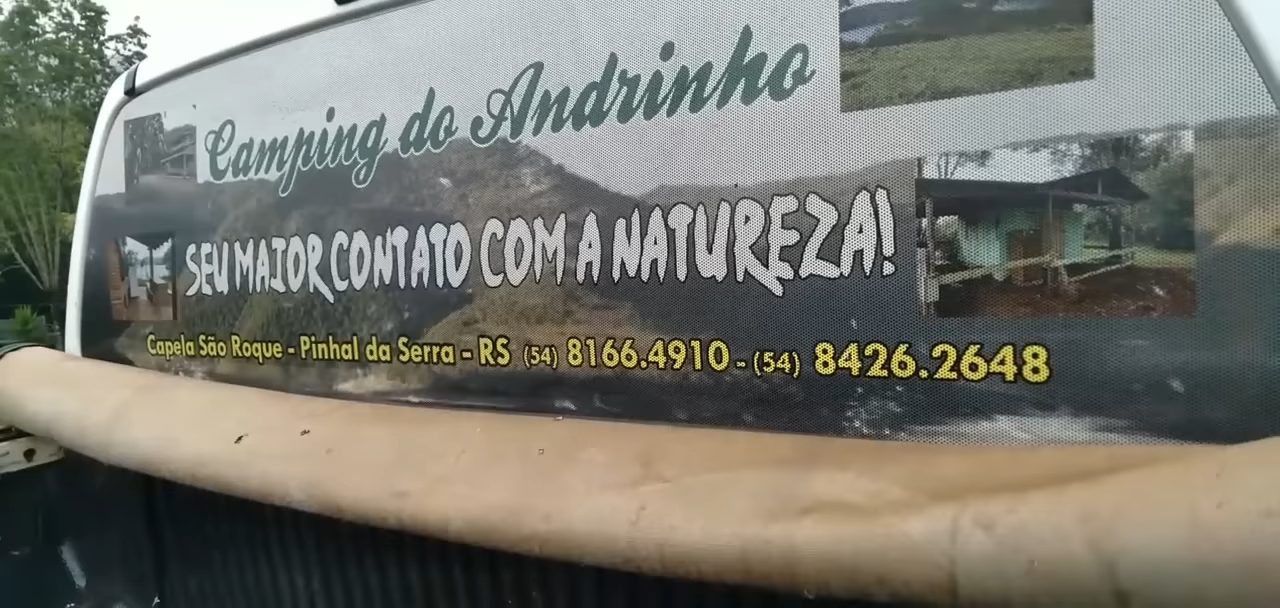 Camping do Andrinho
SEU MAIOR CONTATO COM A NATUREZA!
Capela São Roque - Pinhal da Serra - RS (54) 8166.4910 - (54) 8426.2648